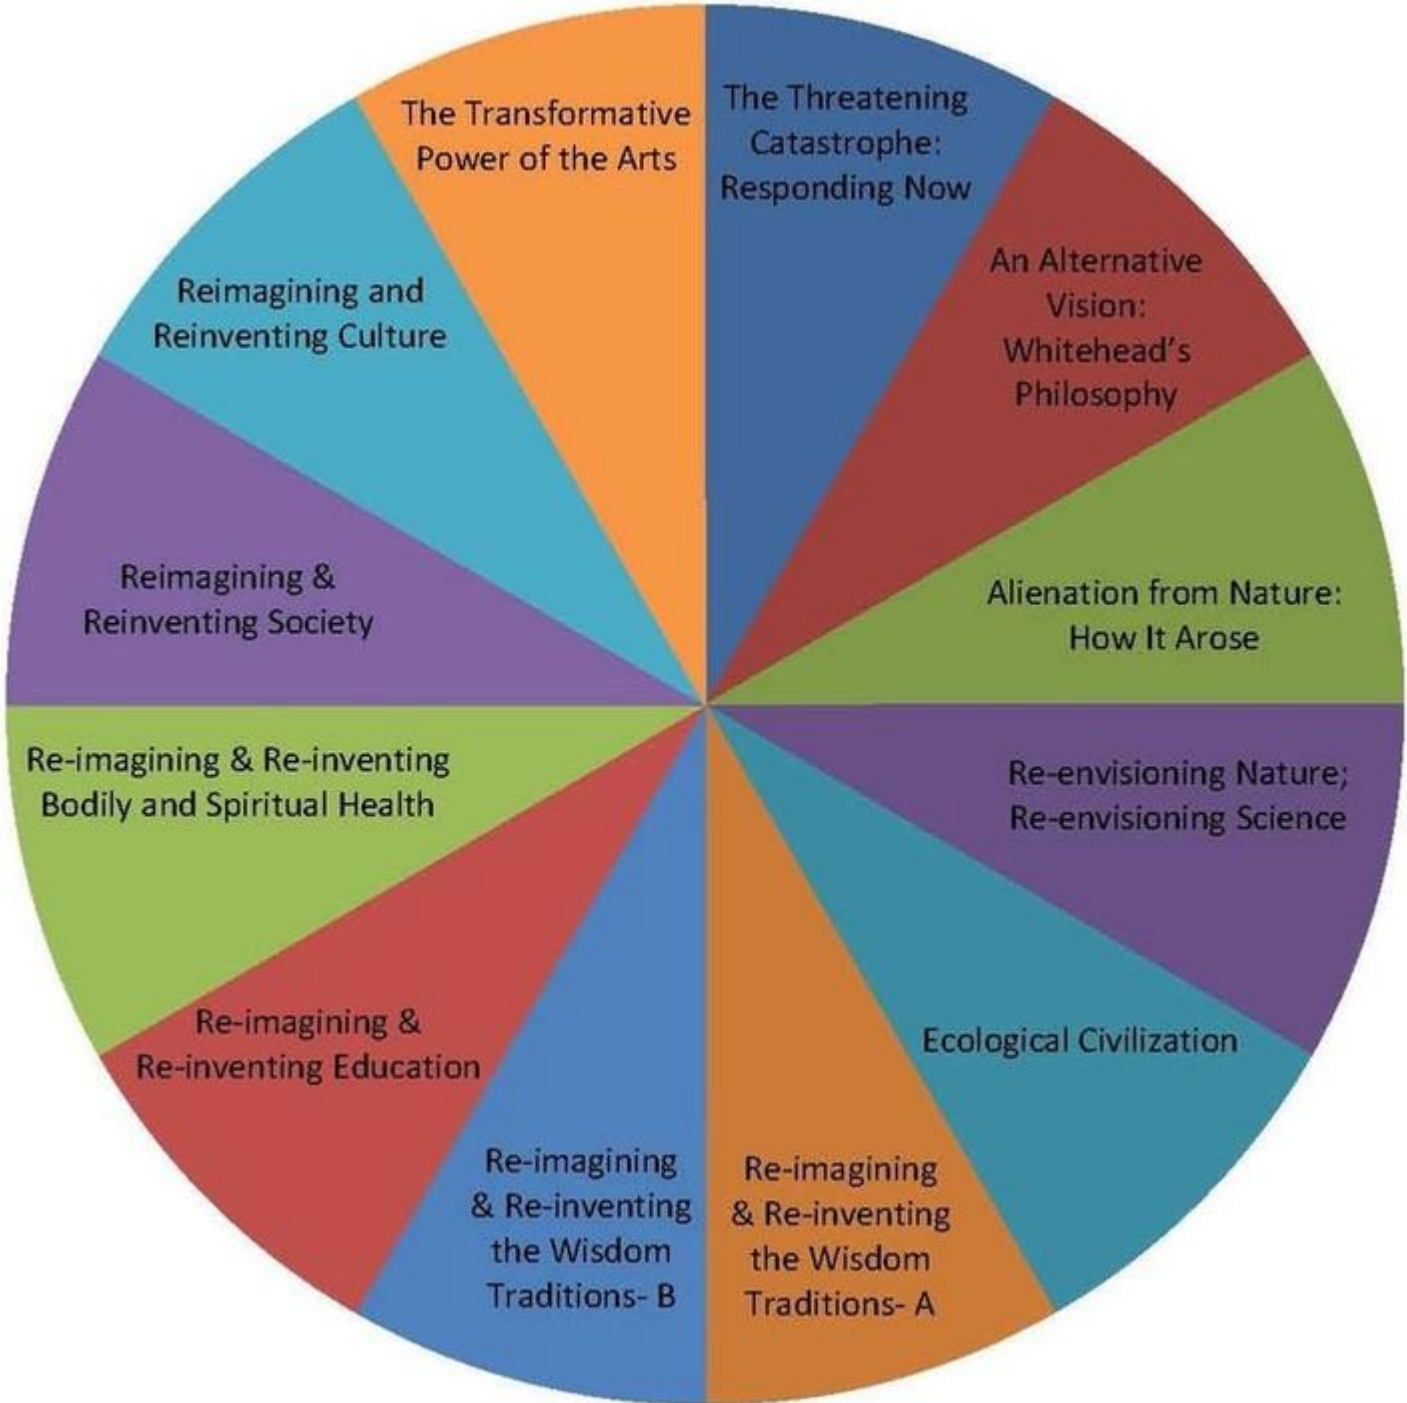 The Threatening
Catastrophe:
Responding Now
An Alternative
Vision:
Whitehead’s
Philosophy
Alienation from Nature:
How It Arose
Re-envisioning Nature;
Re-envisioning Science
Ecological Civilization
Re-imagining
& Re-inventing
the Wisdom
Traditions- A
Re-imagining
& Re-inventing
the Wisdom
Traditions- B
Re-imagining &
Re-inventing Education
Re-imagining & Re-inventing
Bodily and Spiritual Health
Reimagining &
Reinventing Society
Reimagining and
Reinventing Culture
The Transformative
Power of the Arts